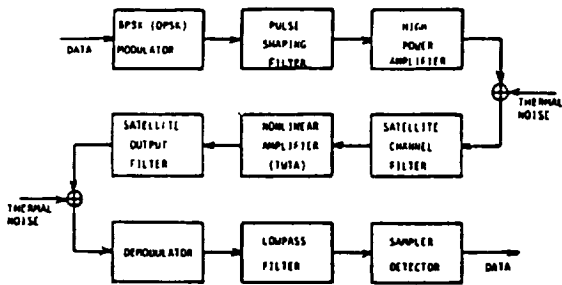 DATA
BPSK (QPSK)
MODULATOR
PULSE
SHAPING
FILTER
HIGH
POWER
AMPLIFIER
THERMAL
NOISE
SATELLITE
OUTPUT
FILTER
NONLINEAR
AMPLIFIER
(TWTA)
SATELLITE
CHANNEL
FILTER
THERMAL
NOISE
DEMODULATOR
LOWPASS
FILTER
SAMPLER
DETECTOR
DATA